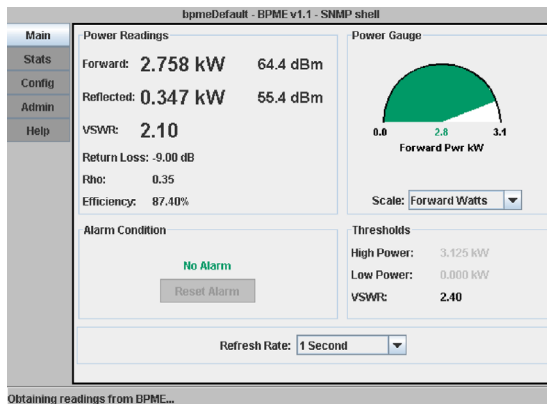 bpmeDefault - BPME v1.1 - SNMP shell
Main
Stats
Config
Admin
Help
Power Readings
Forward: 2.758 kW 64.4 dBm
Reflected: 0.347 kW 55.4 dBm
VSWR: 2.10
Return Loss: -9.00 dB
Rho: 0.35
Efficiency: 87.40%
Power Gauge
0.0 2.8 3.1
Forward Pwr kW
Scale: Forward Watts
Alarm Condition
No Alarm
Reset Alarm
Thresholds
High Power: 3.125 kW
Low Power: 0.000 kW
VSWR: 2.40
Refresh Rate: 1 Second
Obtaining readings from BPME...